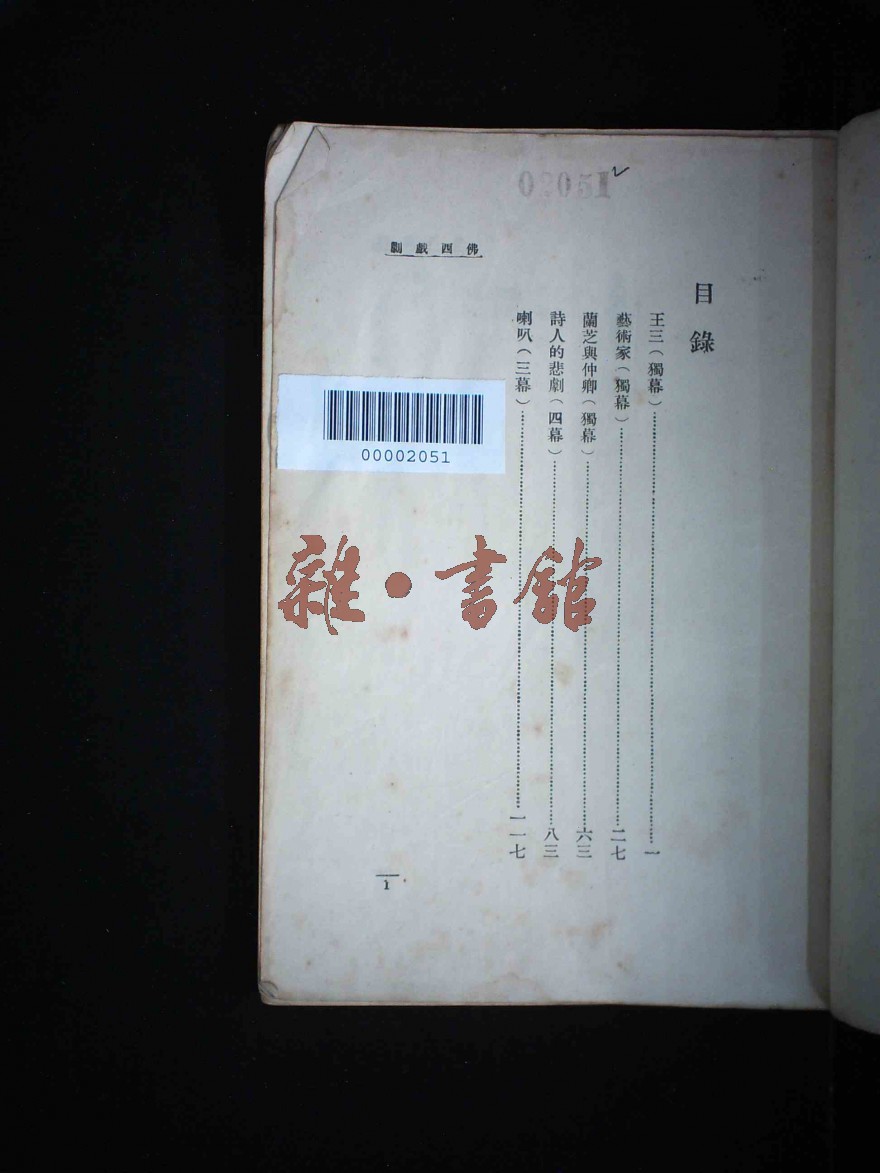 02051
佛西戲劇
目錄
王三（獨幕）……一
藝術家（獨幕）……二七
蘭芝與仲卿（獨幕）……六三
詩人的悲劇（四幕）……八三
喇叭（三幕）……一一七
00002051
雜·書館
1